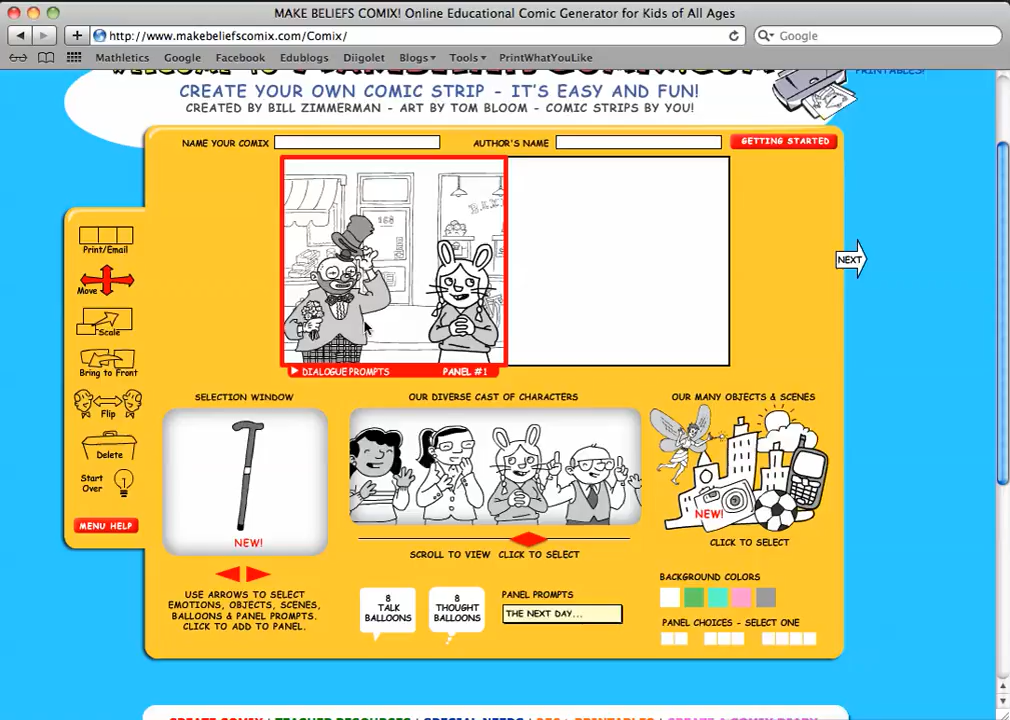 MAKE BELIEFS COMIX! Online Educational Comic Generator for Kids of All Ages
http://www.makebeliefscomix.com/Comix/
Google
Mathletics Google Facebook Edublogs Diigolet Blogs▾ Tools▾ PrintWhatYouLike
PRINTABLES!
CREATE YOUR OWN COMIC STRIP - IT'S EASY AND FUN!
CREATED BY BILL ZIMMERMAN - ART BY TOM BLOOM - COMIC STRIPS BY YOU!
NAME YOUR COMIX
AUTHOR'S NAME
GETTING STARTED
168
Print/Email
Move
Scale
Bring to Front
Flip
Delete
Start
Over
MENU HELP
NEXT
DIALOGUE PROMPTS PANEL #1
SELECTION WINDOW
NEW!
USE ARROWS TO SELECT
EMOTIONS, OBJECTS, SCENES,
BALLOONS & PANEL PROMPTS.
CLICK TO ADD TO PANEL.
OUR DIVERSE CAST OF CHARACTERS
SCROLL TO VIEW CLICK TO SELECT
8
TALK
BALLOONS
8
THOUGHT
BALLOONS
PANEL PROMPTS
THE NEXT DAY...
OUR MANY OBJECTS & SCENES
NEW!
CLICK TO SELECT
BACKGROUND COLORS
PANEL CHOICES - SELECT ONE